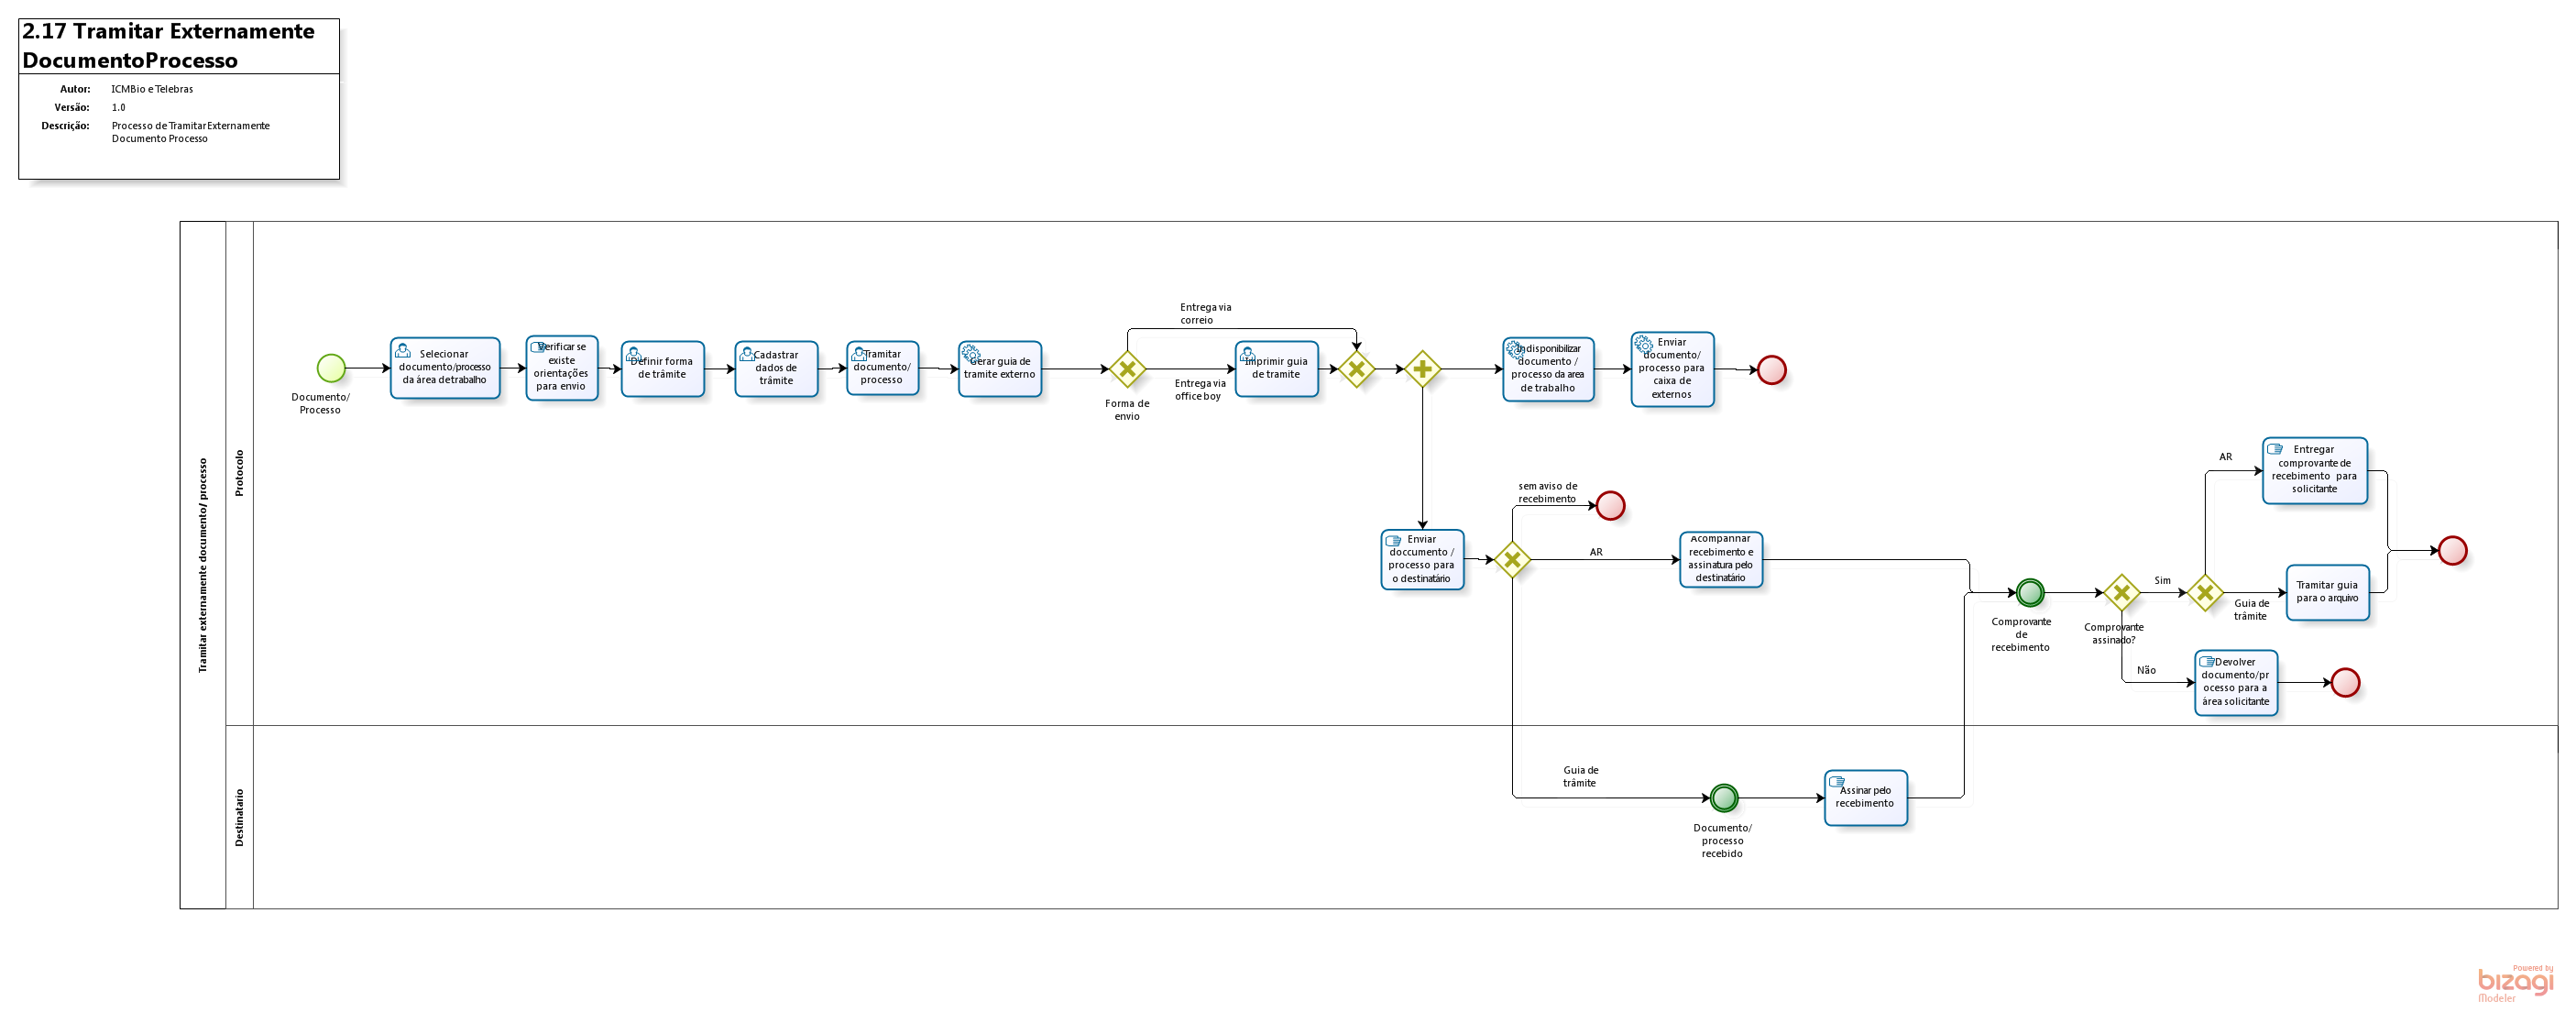 2.17 Tramitar Externamente
DocumentoProcesso
Autor: ICMBio e Telebras
Versão: 1.0
Descrição: Processo de Tramitar Externamente
Documento Processo
Tramitar externamente documento/ processo
Protocolo
Documento/
Processo
Selecionar
documento/processo
da área de trabalho
Verificar se
existe
orientações
para envio
Definir forma
de trâmite
Cadastrar
dados de
trâmite
Tramitar
documento/
processo
Gerar guia de
tramite externo
Forma de
envio
Entrega via
correio
Entrega via
office boy
Imprimir guia
de tramite
Indisponibilizar
documento /
processo da area
de trabalho
Enviar
documento/
processo para
caixa de
externos
Enviar
doccumento /
processo para
o destinatário
sem aviso de
recebimento
AR
Acompanhar
recebimento e
assinatura pelo
destinatário
Comprovante
de
recebimento
Comprovante
assinado?
Sim
Não
AR
Entregar
comprovante de
recebimento para
solicitante
Guia de
trâmite
Tramitar guia
para o arquivo
Devolver
documento/pr
ocesso para a
área solicitante
Destinatario
Guia de
trâmite
Documento/
processo
recebido
Assinar pelo
recebimento
Powered by
bizagi
Modeler